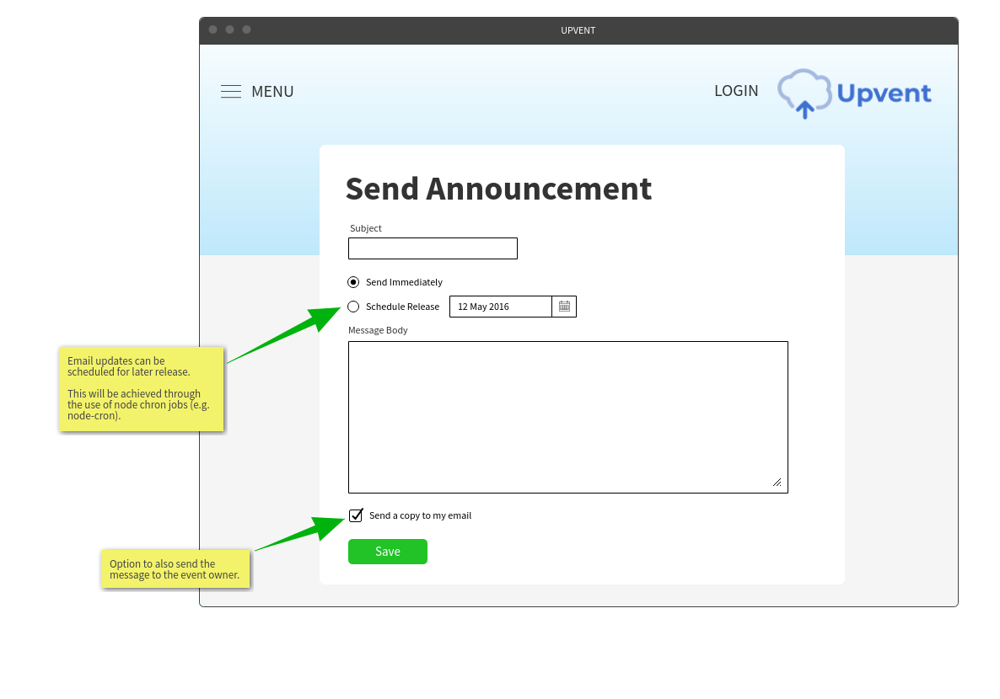 UPVENT
MENU
LOGIN
Upvent
Send Announcement
Subject
Send Immediately
Schedule Release
12 May 2016
Message Body
Email updates can be
scheduled for later release.
This will be achieved through
the use of node chron jobs (e.g.
node-cron).
Send a copy to my email
Save
Option to also send the
message to the event owner.